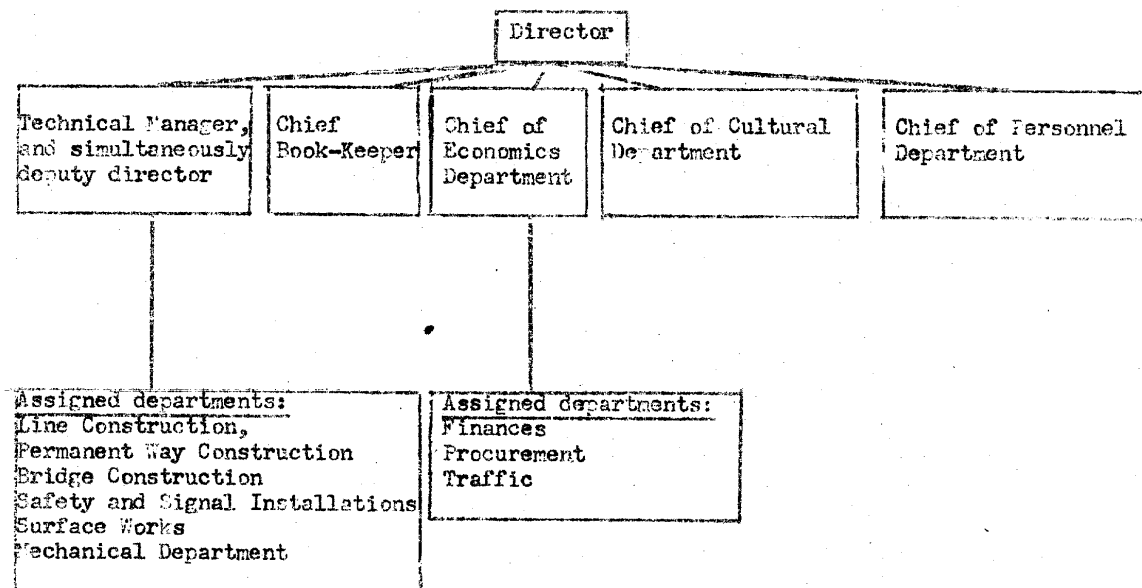 Director
Technical Manager,
and simultaneously
deputy director
Chief
Book-Keeper
Chief of
Economics
Department
Chief of Cultural
Department
Chief of Personnel
Department
Assigned departments:
Line Construction,
Permanent Way Construction
Bridge Construction
Safety and Signal Installations
Surface Works
Mechanical Department
Assigned departments:
Finances
Procurement
Traffic